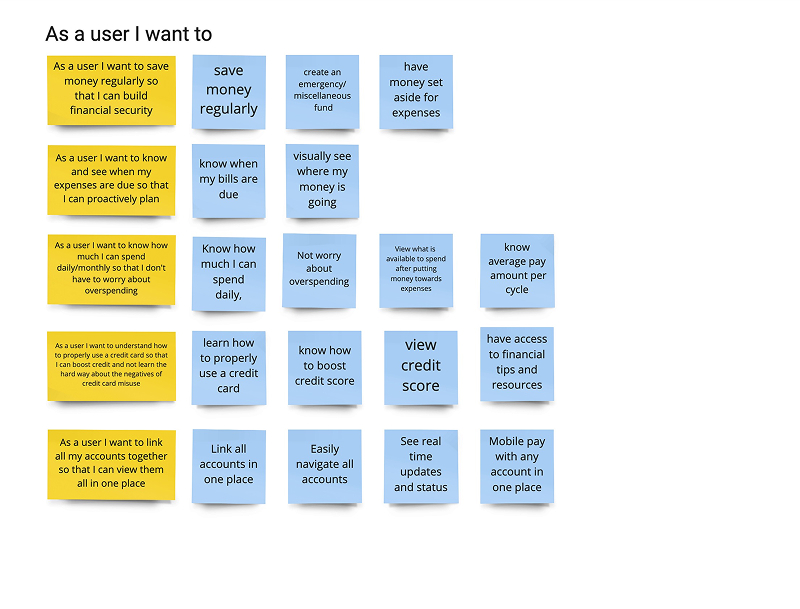 As a user I want to
As a user I want to save
money regularly so
that I can build
financial security
save
money
regularly
create an
emergency/
miscellaneous
fund
have
money set
aside for
expenses
As a user I want to know
and see when my
expenses are due so that
I can proactively plan
know when
my bills are
due
visually see
where my
money is
going
As a user I want to know how
much I can spend
daily/monthly so that I don't
have to worry about
overspending
Know how
much I can
spend
daily,
Not worry
about
overspending
View what is
available to spend
after putting
money towards
expenses
know
average pay
amount per
cycle
As a user I want to understand how
to properly use a credit card so that
I can boost credit and not learn the
hard way about the negatives of
credit card misuse
learn how
to properly
use a credit
card
know how
to boost
credit score
view
credit
score
have access
to financial
tips and
resources
As a user I want to link
all my accounts together
so that I can view them
all in one place
Link all
accounts in
one place
Easily
navigate all
accounts
See real
time
updates
and status
Mobile pay
with any
account in
one place